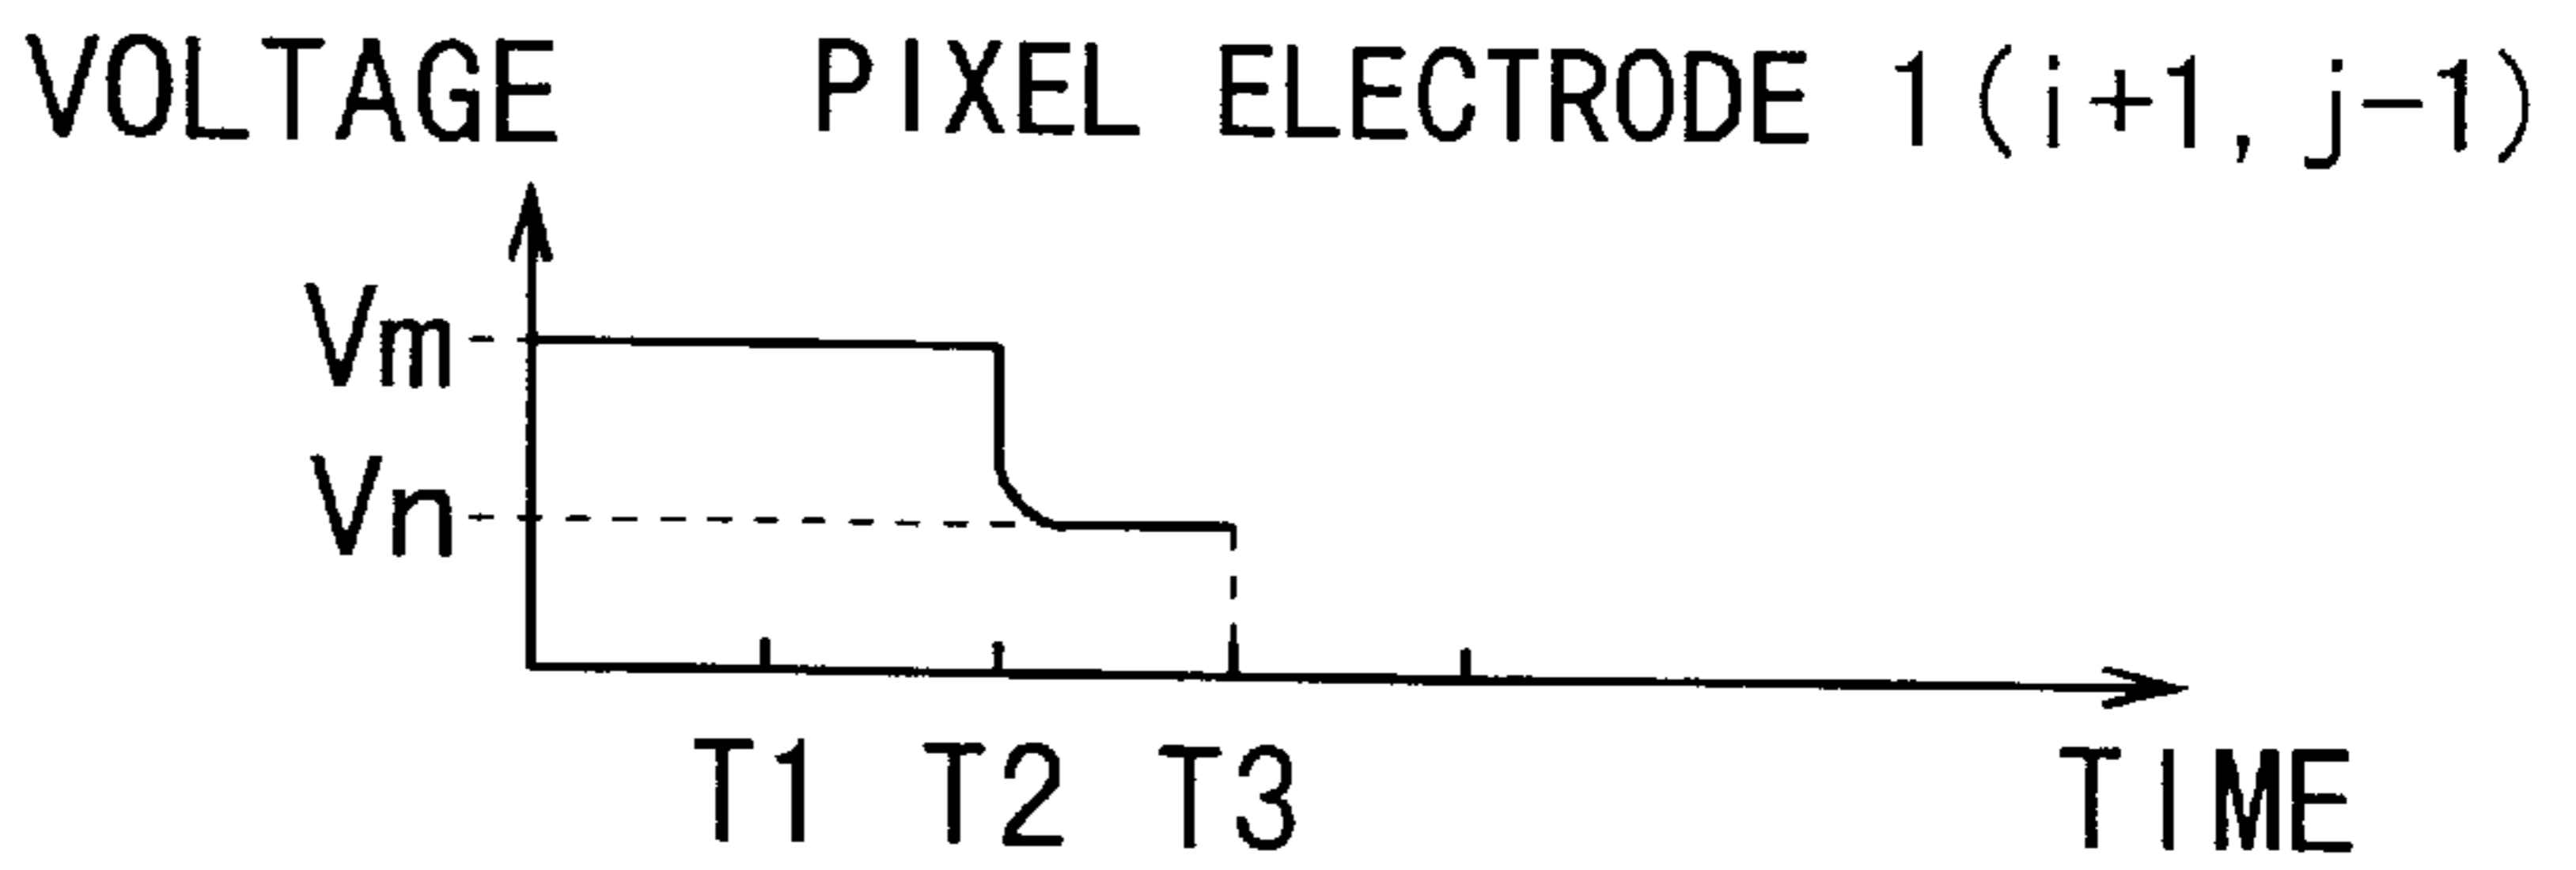 VOLTAGE PIXEL ELECTRODE 1(i+1, j-1)
Vm
Vn
T1 T2 T3 TIME